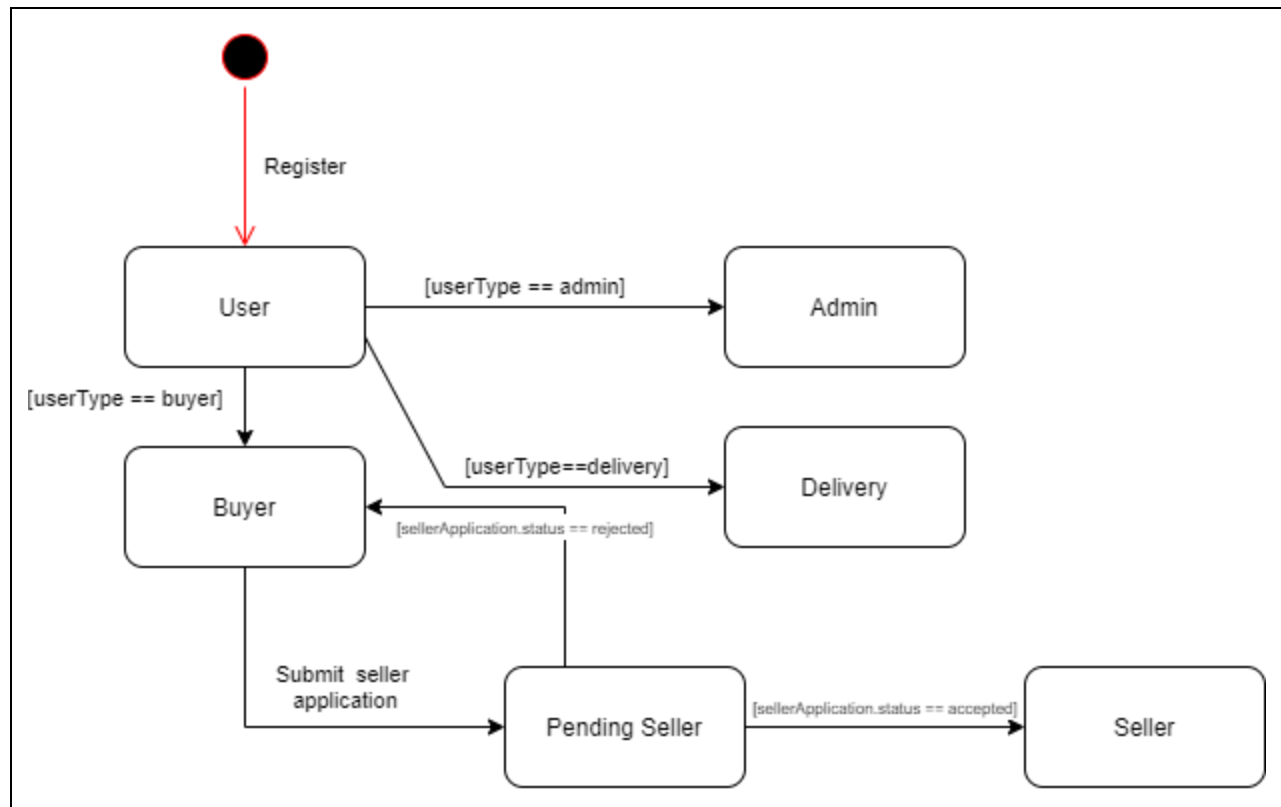 Register
User
[userType == admin]
Admin
[userType == buyer]
[userType==delivery]
Delivery
Buyer
[sellerApplication.status == rejected]
Submit seller
application
Pending Seller
[sellerApplication.status == accepted]
Seller